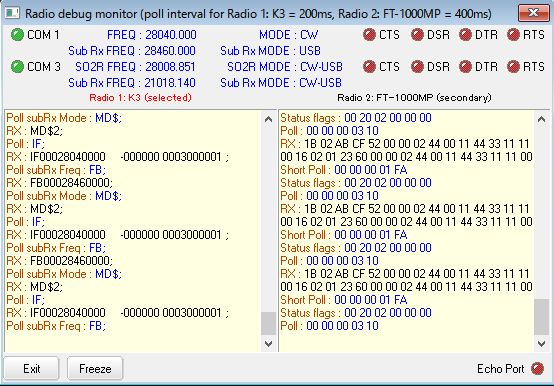 Radio debug monitor (poll interval for Radio 1: K3 = 200ms, Radio 2: FT-1000MP = 400ms)
COM 1 FREQ : 28040.000 MODE : CW CTS DSR DTR RTS
Sub Rx FREQ : 28460.000 Sub Rx MODE : USB
COM 3 SO2R FREQ : 28008.851 SO2R MODE : CW-USB CTS DSR DTR RTS
Sub Rx FREQ : 21018.140 Sub Rx MODE : CW-USB
Radio 1: K3 (selected) Radio 2: FT-1000MP (secondary)
Poll subRx Mode : MD$;
RX : MD$2;
Poll : IF;
RX : IF00028040000 -000000 0003000001 ;
Poll subRx Freq : FB;
RX : FB00028460000;
Poll subRx Mode : MD$;
RX : MD$2;
Poll : IF;
RX : IF00028040000 -000000 0003000001 ;
Poll subRx Freq : FB;
RX : FB00028460000;
Poll subRx Mode : MD$;
RX : MD$2;
Poll : IF;
RX : IF00028040000 -000000 0003000001 ;
Poll subRx Freq : FB;
Status flags : 00 20 02 00 00 00
Poll : 00 00 00 03 10
RX : 1B 02 AB CF 52 00 00 02 44 00 11 44 33 11 11
00 16 02 01 23 60 00 00 02 44 00 11 44 33 11 00
Short Poll : 00 00 00 01 FA
Status flags : 00 20 02 00 00 00
Poll : 00 00 00 03 10
RX : 1B 02 AB CF 52 00 00 02 44 00 11 44 33 11 11
00 16 02 01 23 60 00 00 02 44 00 11 44 33 11 00
Short Poll : 00 00 00 01 FA
Status flags : 00 20 02 00 00 00
Poll : 00 00 00 03 10
RX : 1B 02 AB CF 52 00 00 02 44 00 11 44 33 11 11
00 16 02 01 23 60 00 00 02 44 00 11 44 33 11 00
Short Poll : 00 00 00 01 FA
Status flags : 00 20 02 00 00 00
Poll : 00 00 00 03 10
Exit Freeze Echo Port